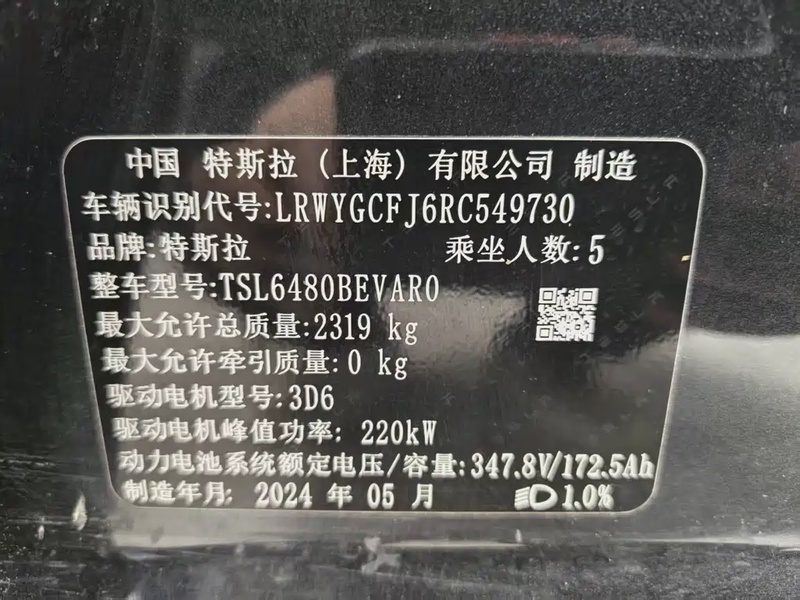 中国 特斯拉 (上海) 有限公司 制造
车辆识别代号:LRWYGCFJ6RC549730
品牌:特斯拉 乘坐人数:5
整车型号:TSL6480BEVAR0
最大允许总质量:2319 kg
最大允许牵引质量:0 kg
驱动电机型号:3D6
驱动电机峰值功率: 220kW
动力电池系统额定电压/容量:347.8V/172.5Ah
制造年月: 2024 年 05 月 1.0%